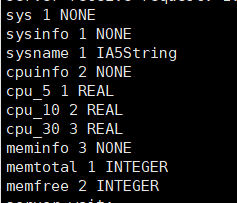 sys 1 NONE
sysinfo 1 NONE
sysname 1 IA5String
cpuinfo 2 NONE
cpu_5 1 REAL
cpu_10 2 REAL
cpu_30 3 REAL
meminfo 3 NONE
memtotal 1 INTEGER
memfree 2 INTEGER